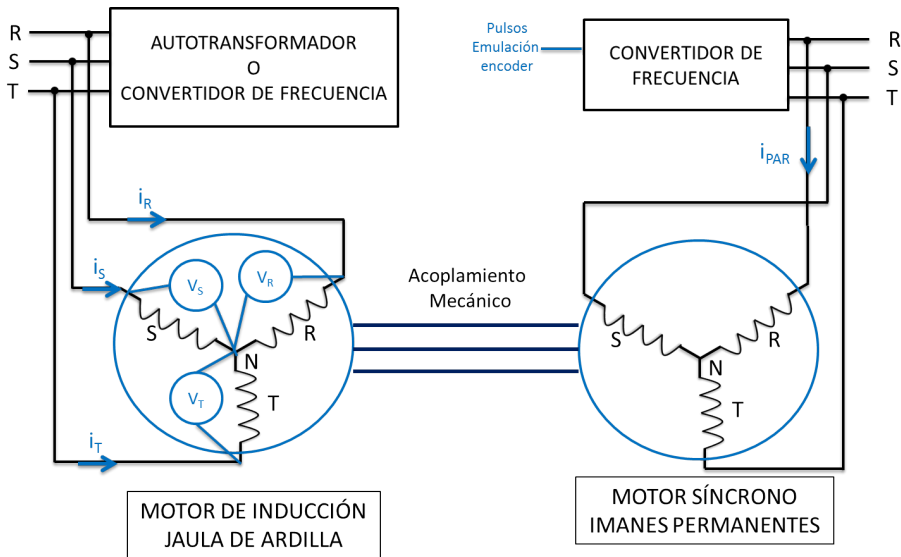 R
S
T
AUTOTRANSFORMADOR
O
CONVERTIDOR DE FRECUENCIA
Pulsos
Emulación
encoder
CONVERTIDOR DE
FRECUENCIA
R
S
T
iPAR
iR
iS
VS
VR
S
R
N
VT
T
iT
Acoplamiento
Mecánico
S
R
N
T
MOTOR DE INDUCCIÓN
JAULA DE ARDILLA
MOTOR SÍNCRONO
IMANES PERMANENTES